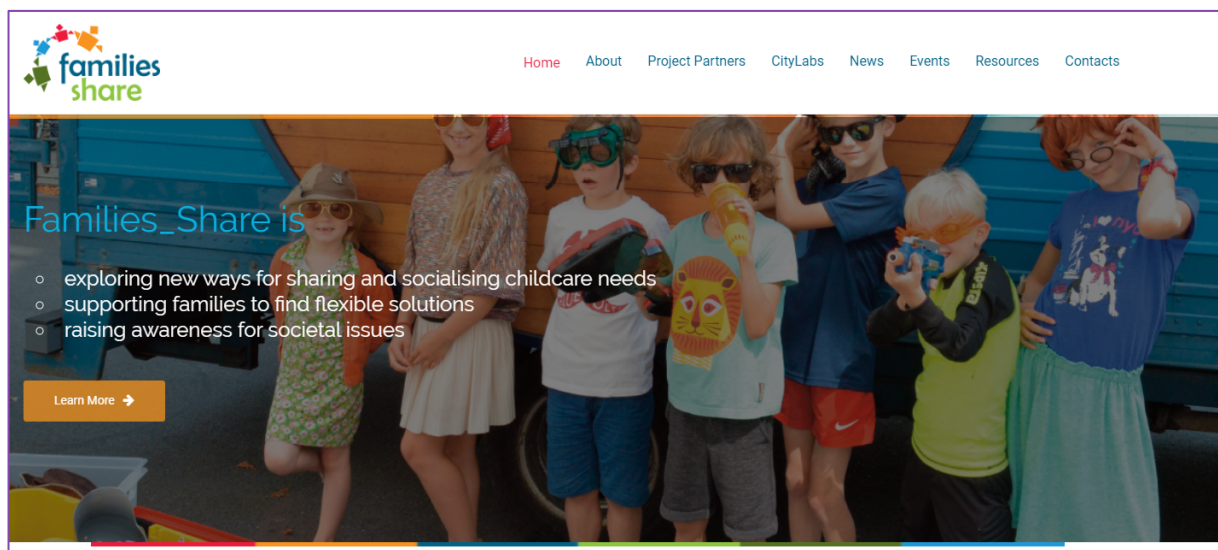 families
share
Home About Project Partners CityLabs News Events Resources Contacts
Families_Share is
exploring new ways for sharing and socialising childcare needs
supporting families to find flexible solutions
raising awareness for societal issues
Learn More